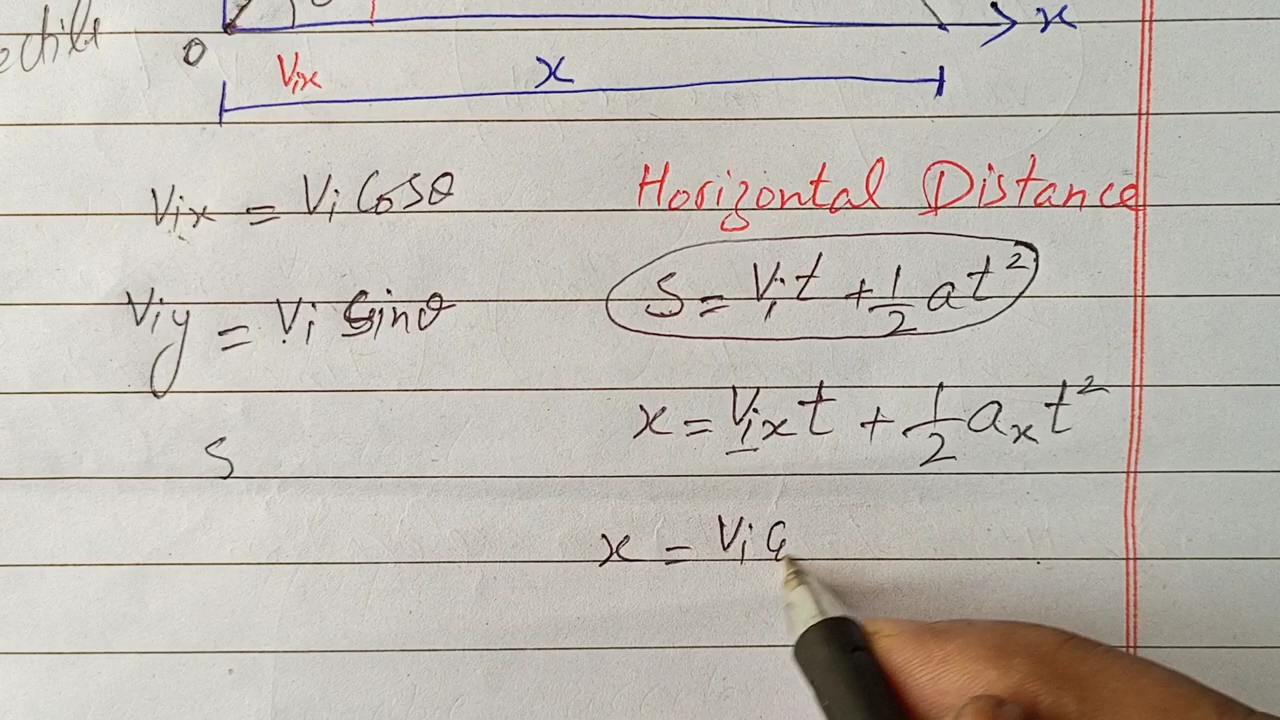 x
O
Vix
x
Vix = Vi Cosθ
Horizontal Distance
S = Vit + 1/2 at²
Viy = Vi Sinθ
x = Vixt + 1/2 axt²
S
x = Vi C